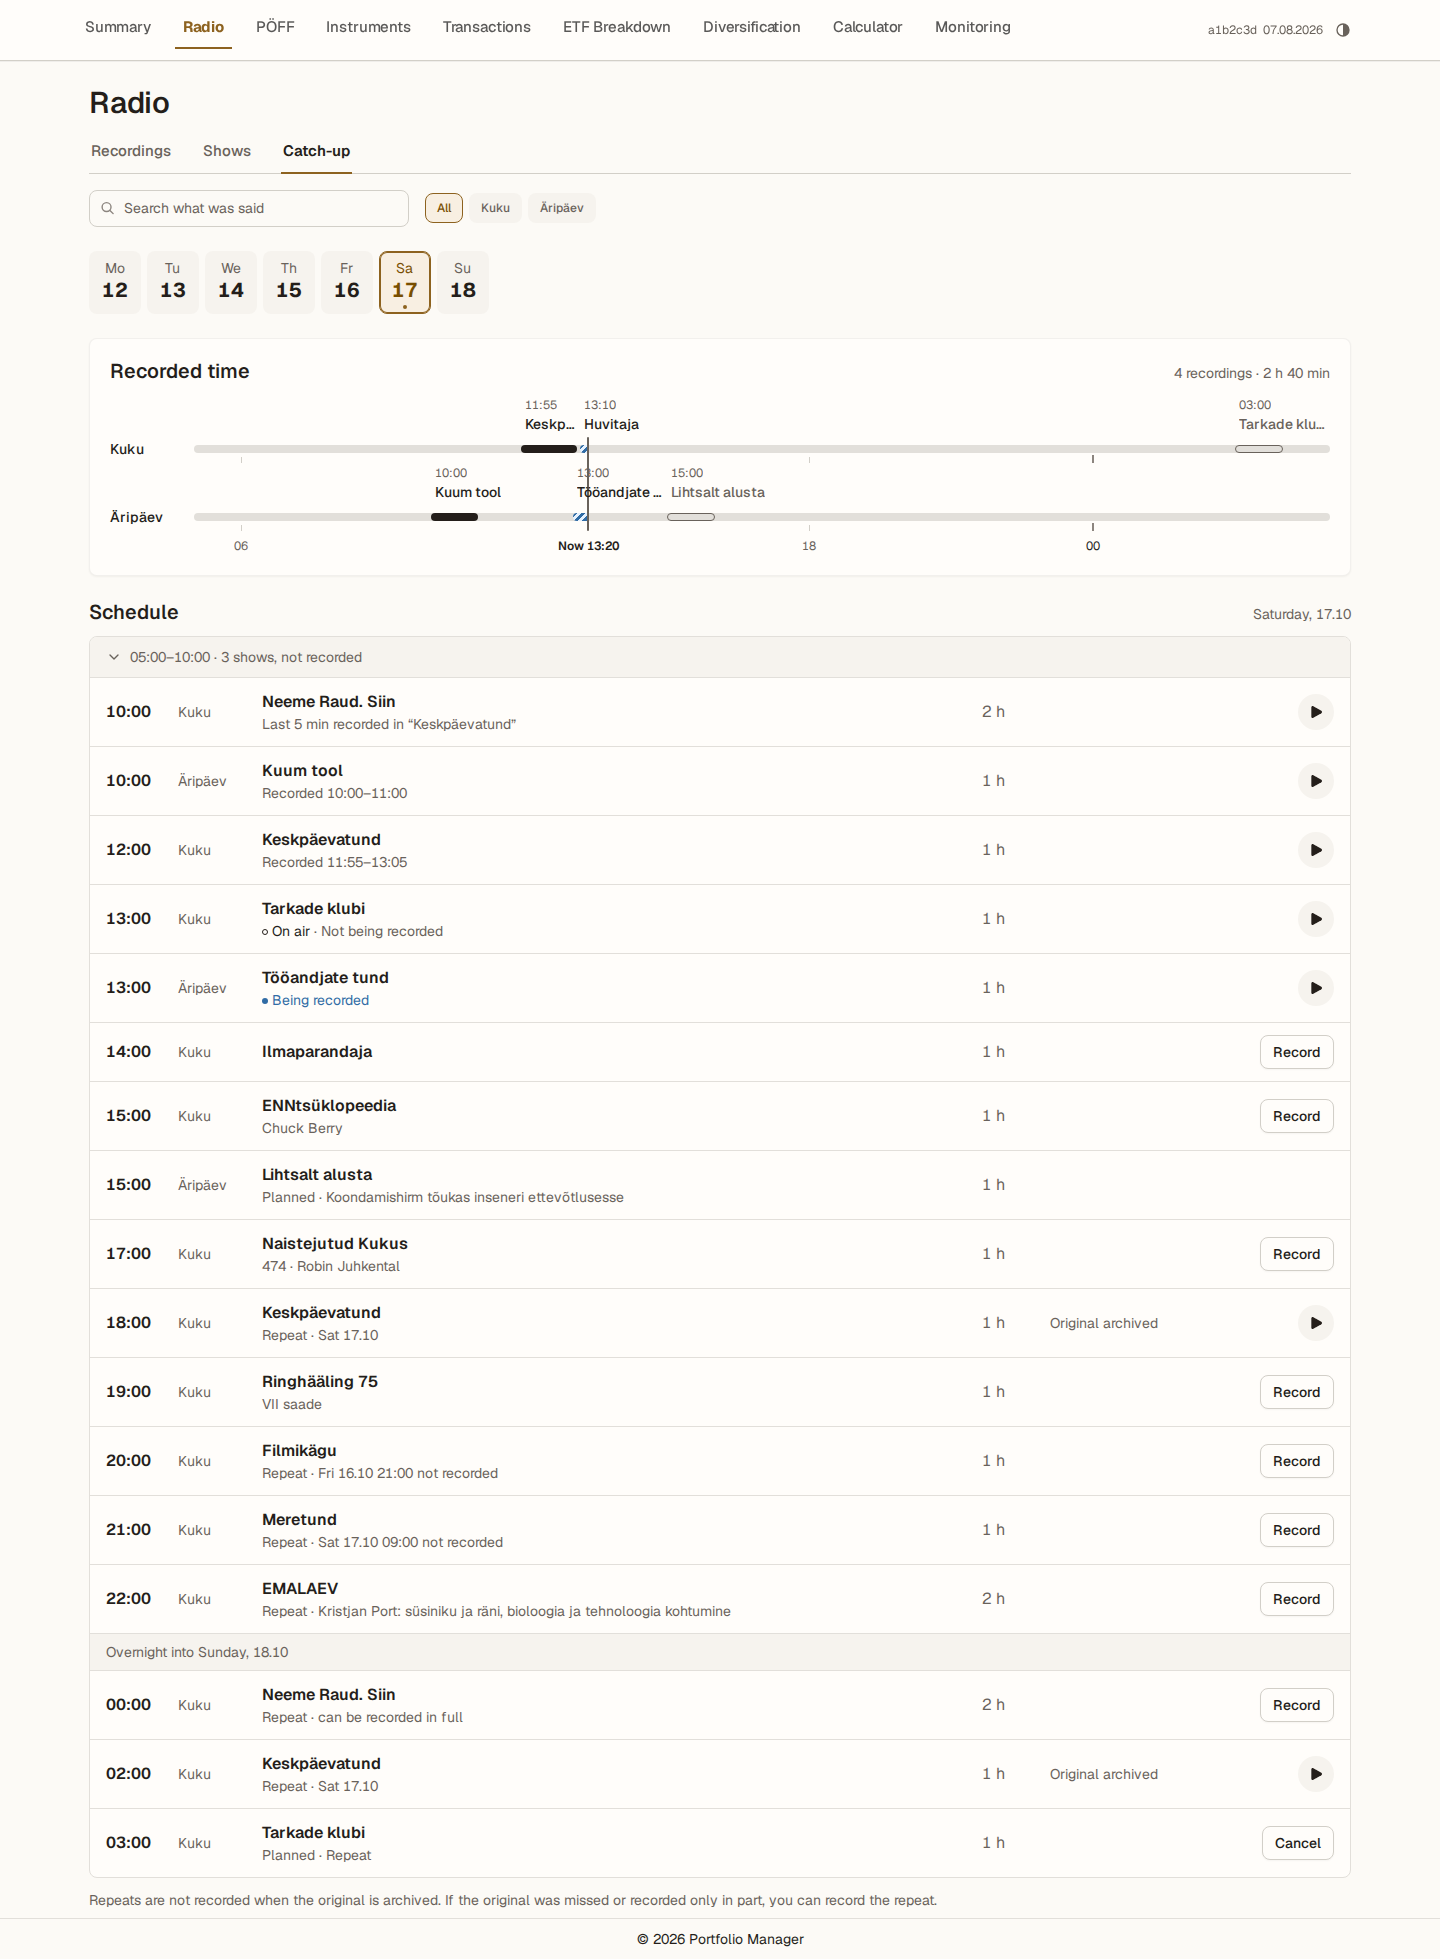 Summary Radio PÖFF Instruments Transactions ETF Breakdown Diversification Calculator Monitoring a1b2c3d 07.08.2026
Radio
Recordings Shows Catch-up
Search what was said All Kuku Äripäev
Mo Tu We Th Fr Sa Su
12 13 14 15 16 17 18
Recorded time 4 recordings · 2 h 40 min
11:55 13:10 03:00
Keskp... Huvitaja Tarkade klu...
Kuku
10:00 13:00 15:00
Kuum tool Tööandjate ... Lihtsalt alusta
Äripäev
06 Now 13:20 18 00
Schedule Saturday, 17.10
05:00–10:00 · 3 shows, not recorded
10:00 Kuku Neeme Raud. Siin 2 h
Last 5 min recorded in “Keskpäevatund”
10:00 Äripäev Kuum tool 1 h
Recorded 10:00–11:00
12:00 Kuku Keskpäevatund 1 h
Recorded 11:55–13:05
13:00 Kuku Tarkade klubi 1 h
On air · Not being recorded
13:00 Äripäev Tööandjate tund 1 h
Being recorded
14:00 Kuku Ilmaparandaja 1 h Record
15:00 Kuku ENNtsüklopeedia 1 h Record
Chuck Berry
15:00 Äripäev Lihtsalt alusta 1 h
Planned · Koondamishirm tõukas inseneri ettevõtlusesse
17:00 Kuku Naistejutud Kukus 1 h Record
474 · Robin Juhkental
18:00 Kuku Keskpäevatund 1 h Original archived
Repeat · Sat 17.10
19:00 Kuku Ringhääling 75 1 h Record
VII saade
20:00 Kuku Filmikägu 1 h Record
Repeat · Fri 16.10 21:00 not recorded
21:00 Kuku Meretund 1 h Record
Repeat · Sat 17.10 09:00 not recorded
22:00 Kuku EMALAEV 2 h Record
Repeat · Kristjan Port: süsiniku ja räni, bioloogia ja tehnoloogia kohtumine
Overnight into Sunday, 18.10
00:00 Kuku Neeme Raud. Siin 2 h Record
Repeat · can be recorded in full
02:00 Kuku Keskpäevatund 1 h Original archived
Repeat · Sat 17.10
03:00 Kuku Tarkade klubi 1 h Cancel
Planned · Repeat
Repeats are not recorded when the original is archived. If the original was missed or recorded only in part, you can record the repeat.
© 2026 Portfolio Manager